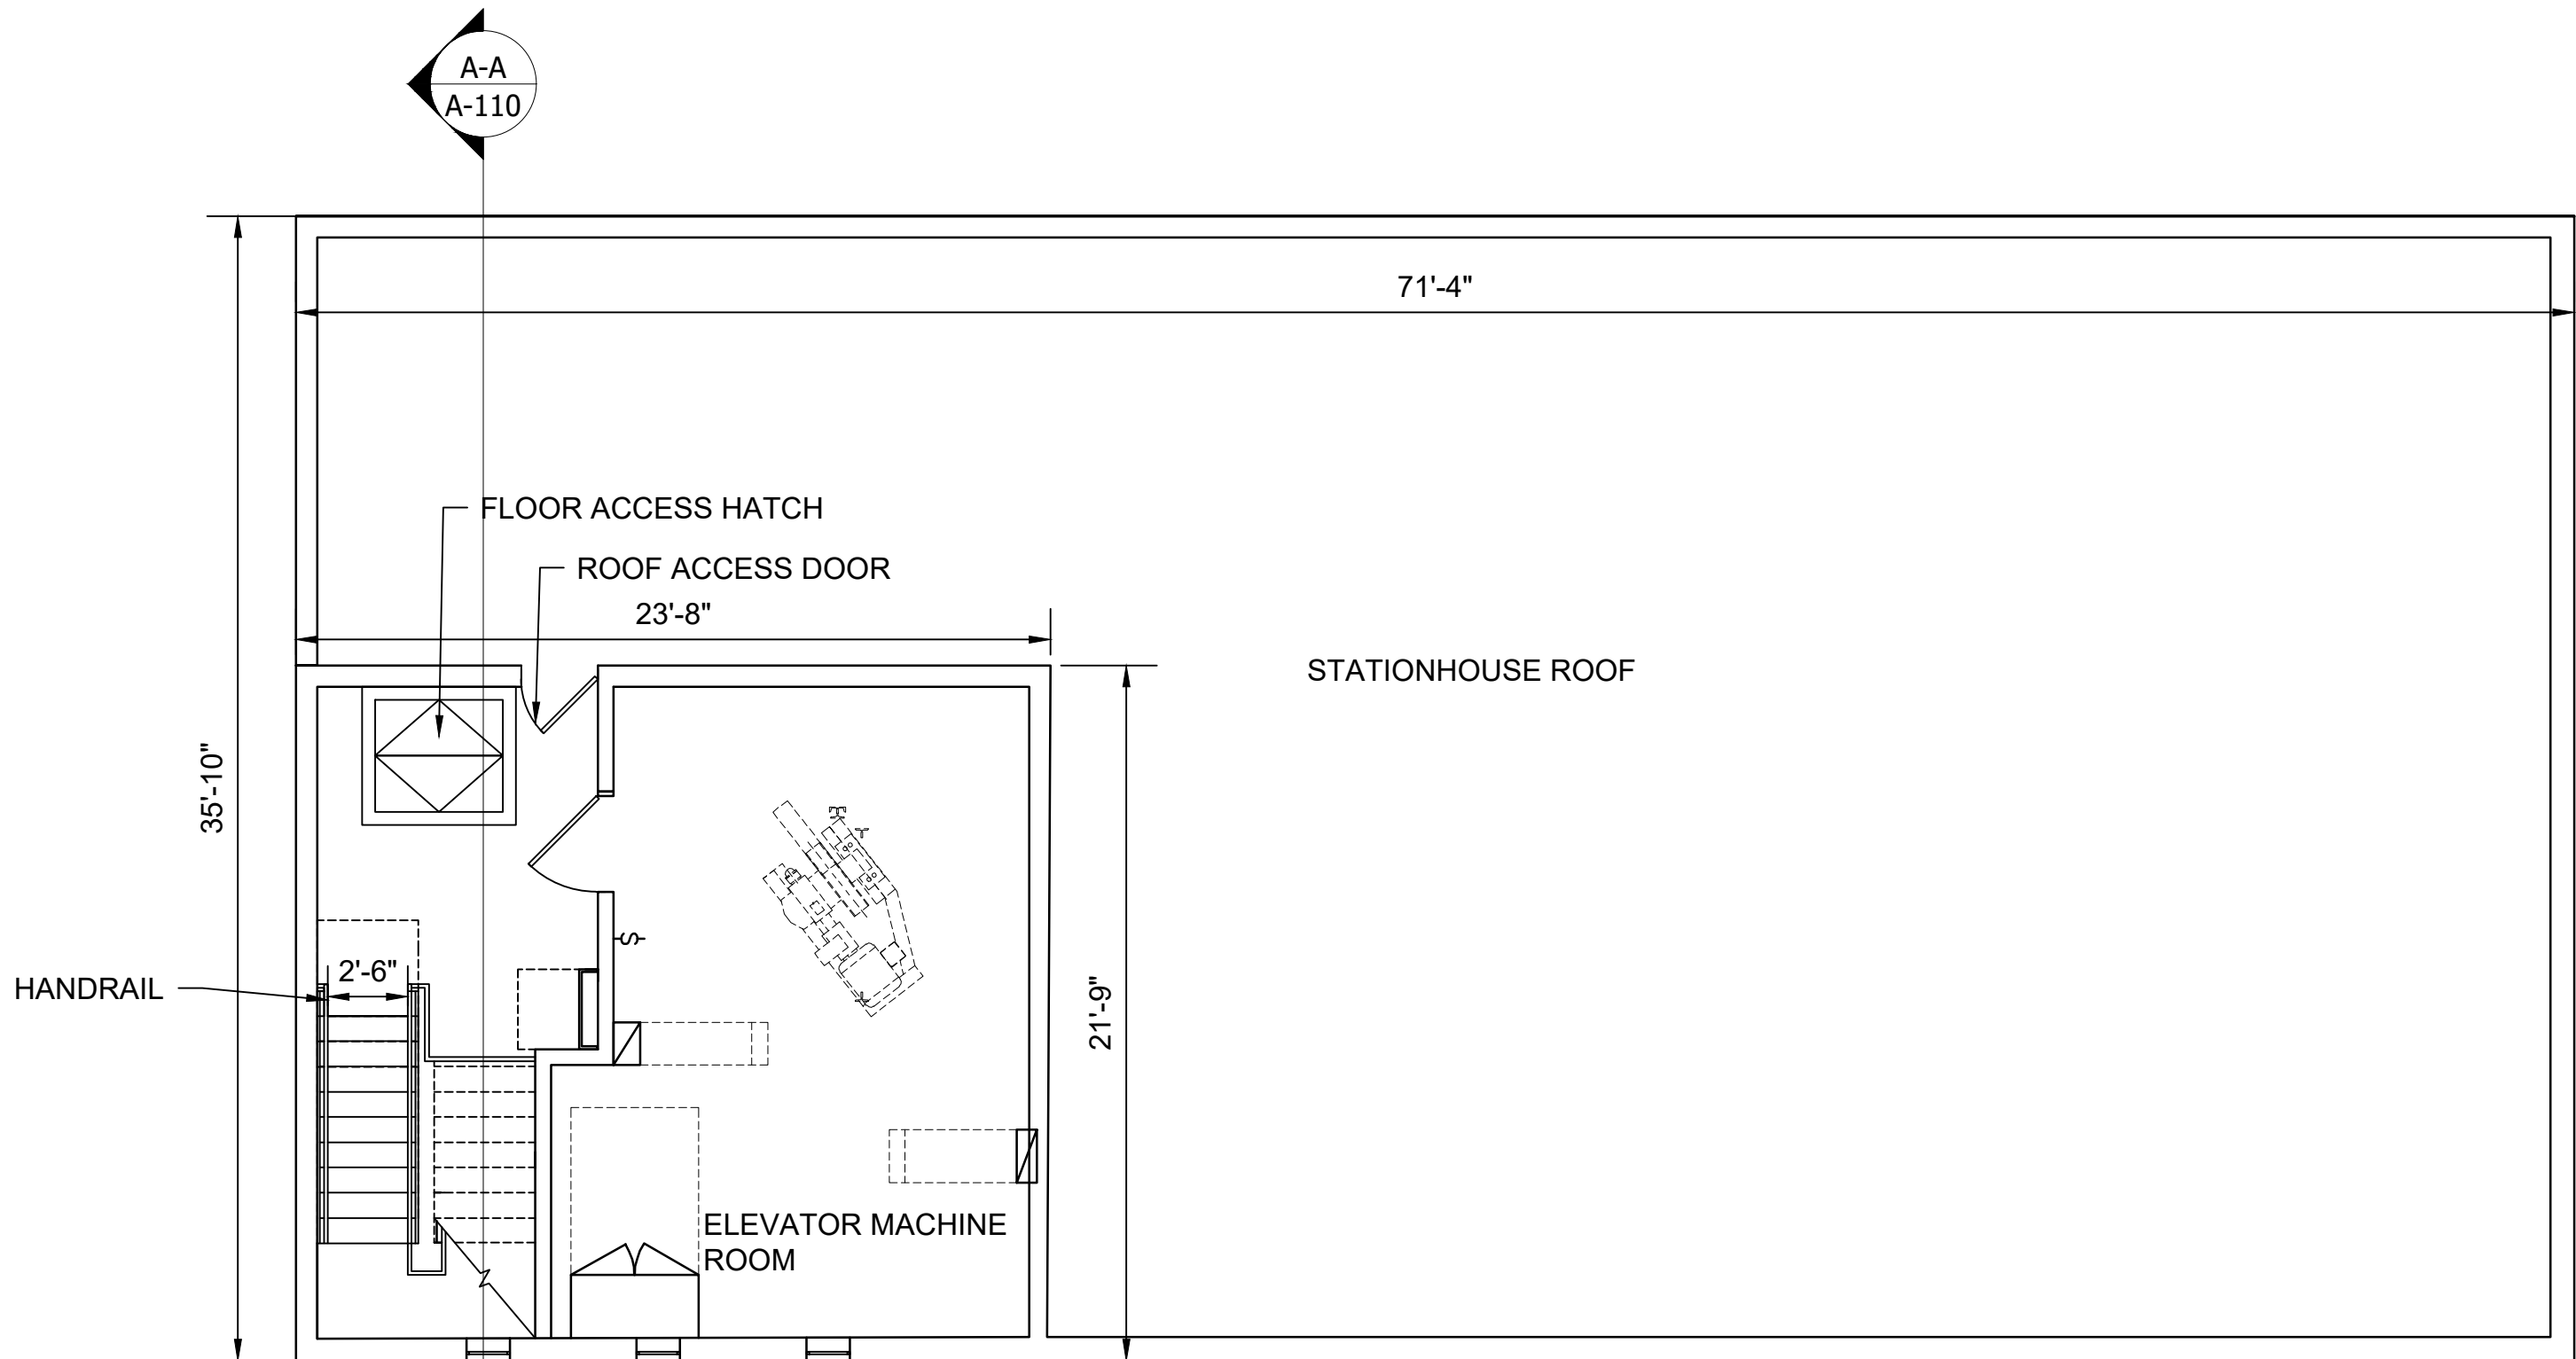 A-A
A-110
71'-4"
FLOOR ACCESS HATCH
ROOF ACCESS DOOR
23'-8"
STATIONHOUSE ROOF
35'-10"
S
2'-6"
HANDRAIL
21'-9"
ELEVATOR MACHINE
ROOM